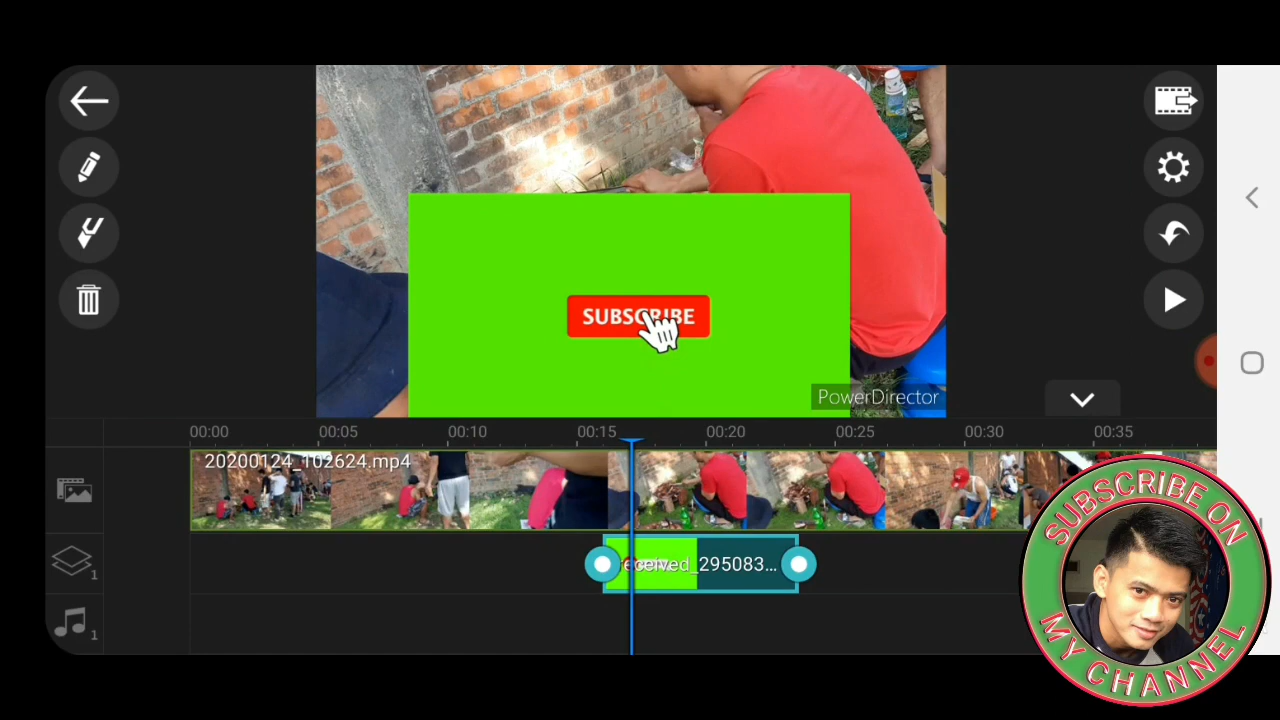 SUBSCRIBE
PowerDirector
00:00 00:05 00:10 00:15 00:20 00:25 00:30 00:35
20200124_102624.mp4
eceived_295083...
1
1
SUBSCRIBE ON
MY CHANNEL